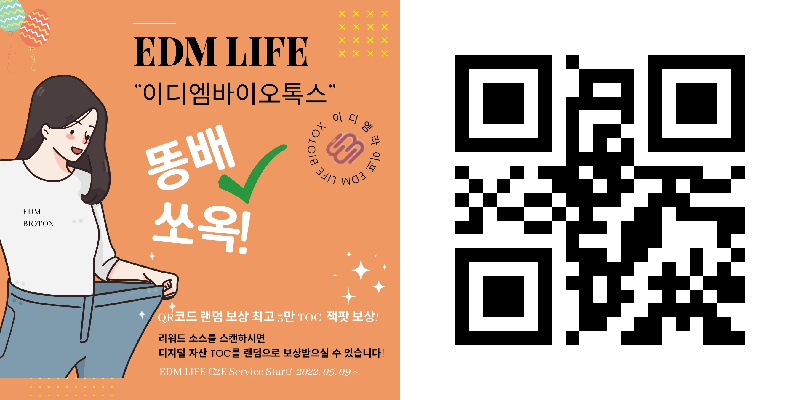 EDM LIFE
"이디엠바이오톡스"
이디엠라이프 EDM LIFE BIOTOX
똥배
쏘옥!
EDM
BIOTOX
QR코드 랜덤 보상 최고 5만 TOC 잭팟 보상!
리워드 소스를 스캔하시면
디지털 자산 TOC를 랜덤으로 보상받으실 수 있습니다!
EDM LIFE C2E Service Start! 2022. 05. 09 ~